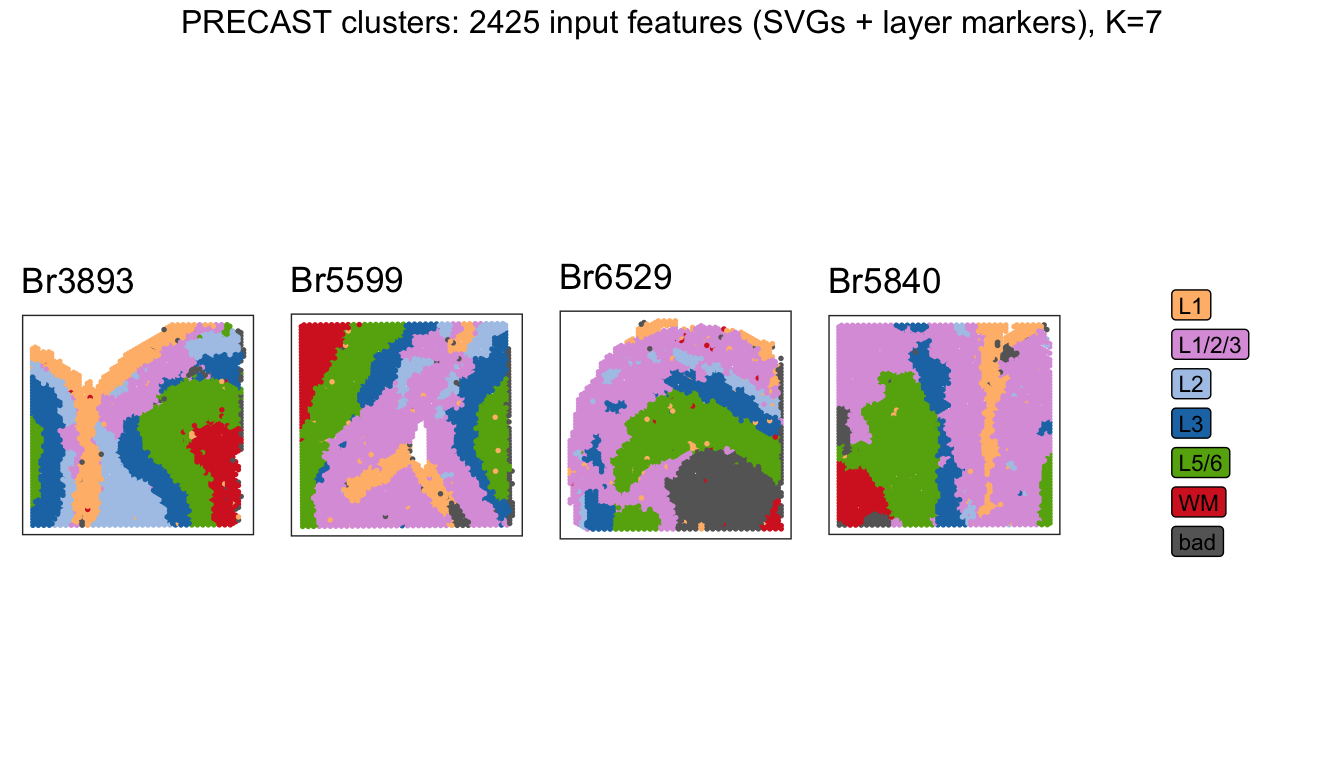 PRECAST clusters: 2425 input features (SVGs + layer markers), K=7
Br3893
Br5599
Br6529
Br5840
L1
L1/2/3
L2
L3
L5/6
WM
bad